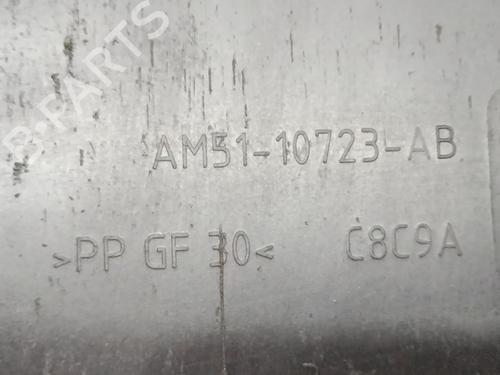 B-PARTS
AM51-10723-AB
>PP GF 30<
C8C9A